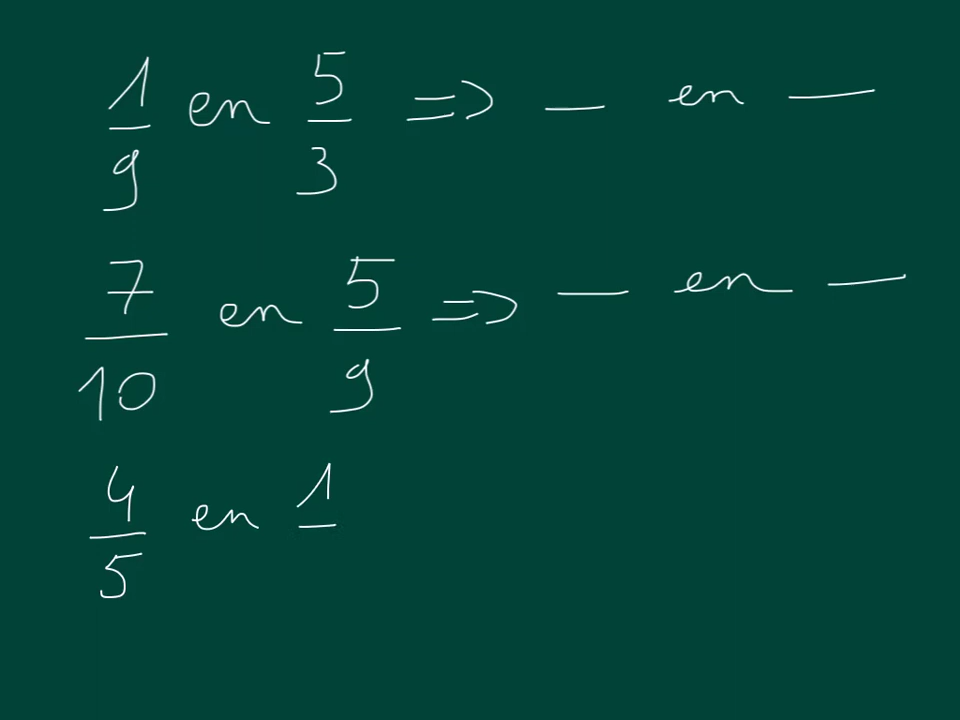 1/9 en 5/3 => — en —
7/10 en 5/9 => — en —
4/5 en 1/